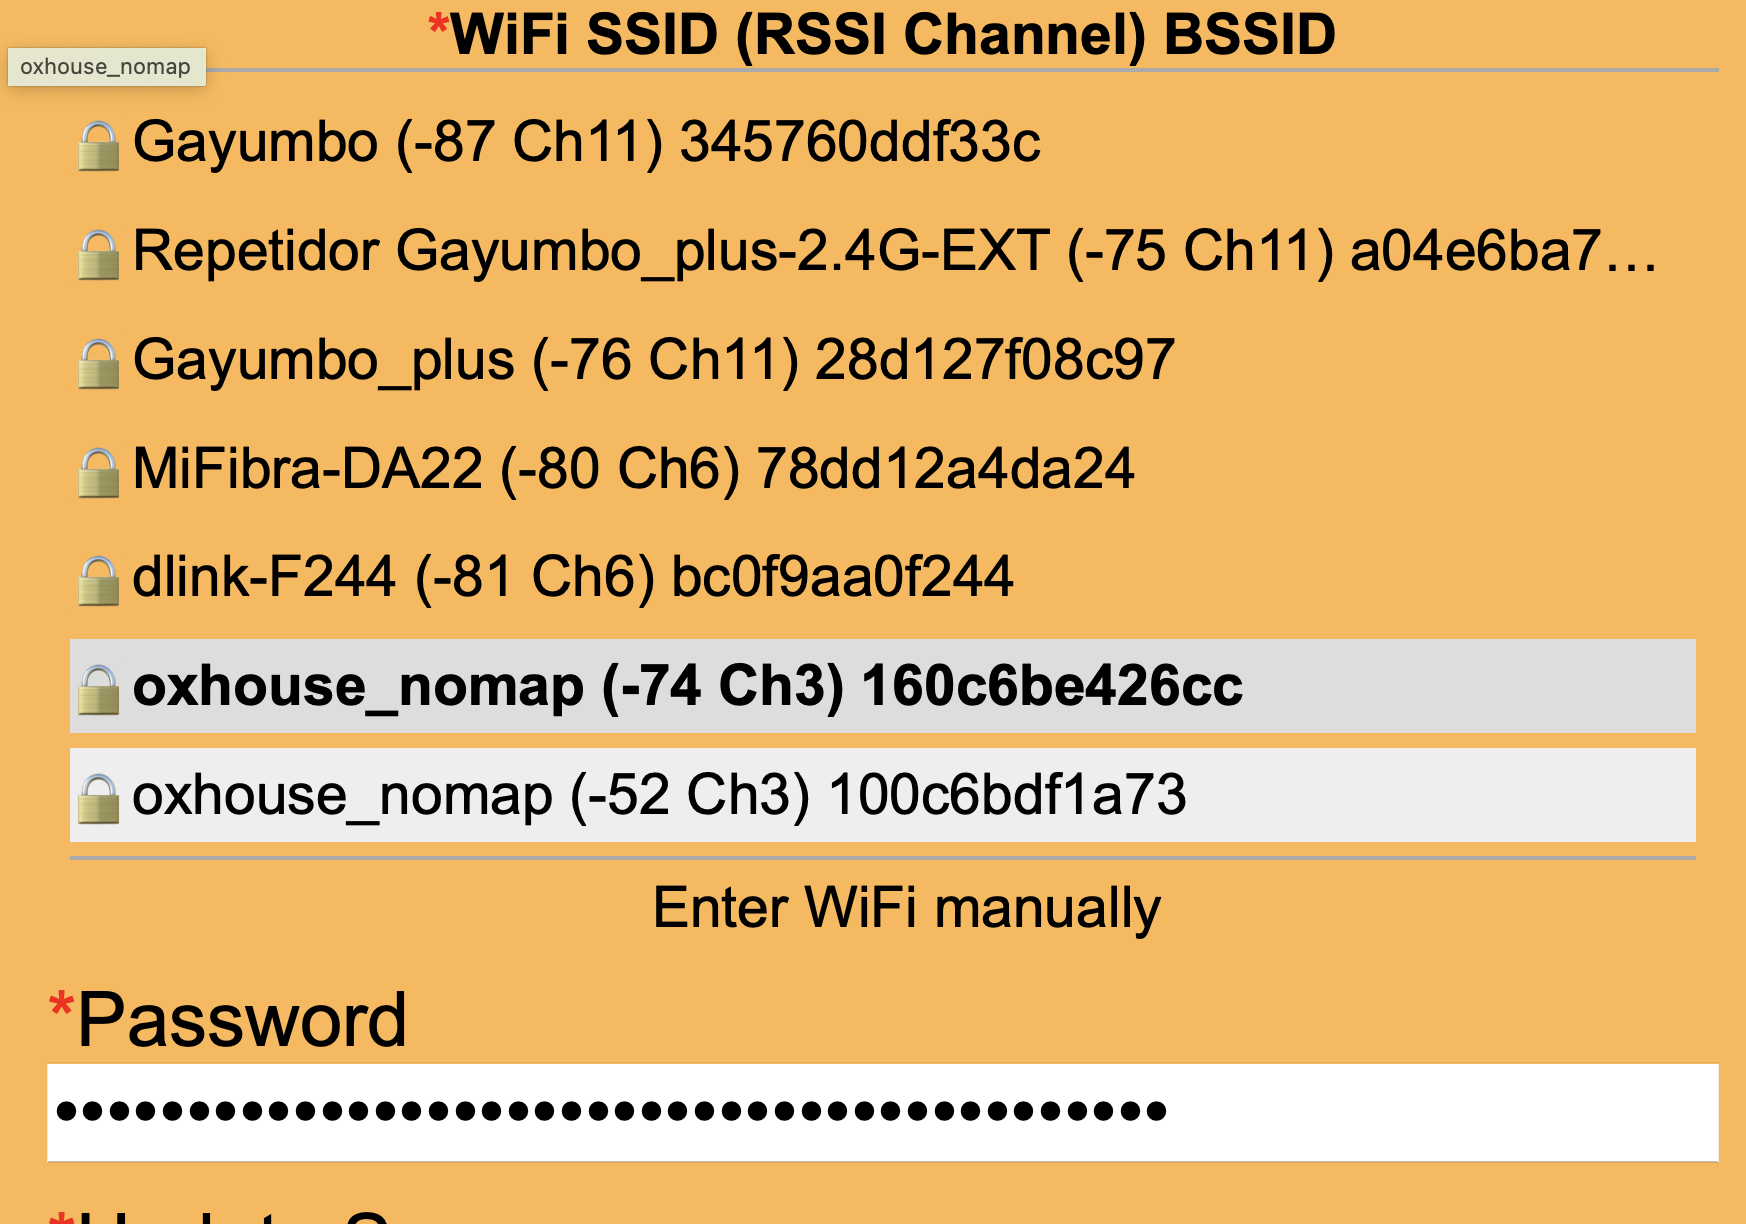 *WiFi SSID (RSSI Channel) BSSID
oxhouse_nomap
Gayumbo (-87 Ch11) 345760ddf33c
Repetidor Gayumbo_plus-2.4G-EXT (-75 Ch11) a04e6ba7…
Gayumbo_plus (-76 Ch11) 28d127f08c97
MiFibra-DA22 (-80 Ch6) 78dd12a4da24
dlink-F244 (-81 Ch6) bc0f9aa0f244
oxhouse_nomap (-74 Ch3) 160c6be426cc
oxhouse_nomap (-52 Ch3) 100c6bdf1a73
Enter WiFi manually
*Password